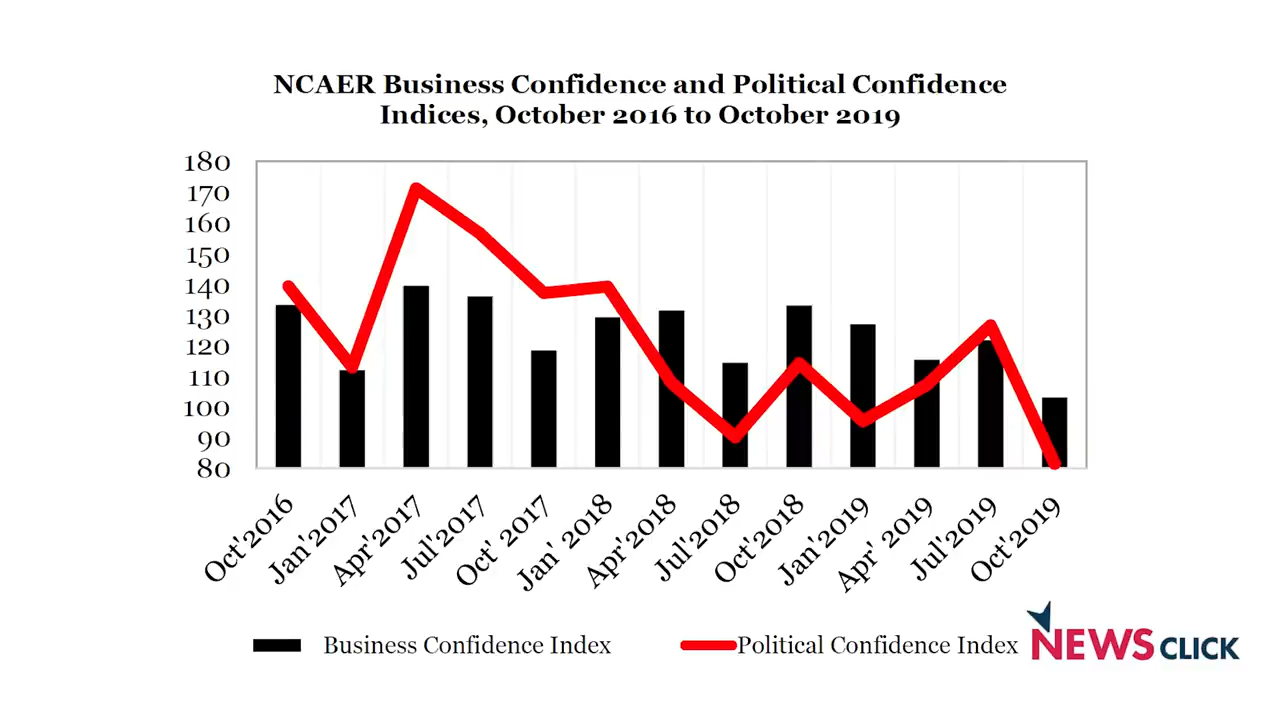 NCAER Business Confidence and Political Confidence
Indices, October 2016 to October 2019
180
170
160
150
140
130
120
110
100
90
80
Oct'2016
Jan'2017
Apr'2017
Jul'2017
Oct' 2017
Jan' 2018
Apr'2018
Jul'2018
Oct'2018
Jan'2019
Apr' 2019
Jul'2019
Oct'2019
Business Confidence Index
Political Confidence Index
NEWSCLICK